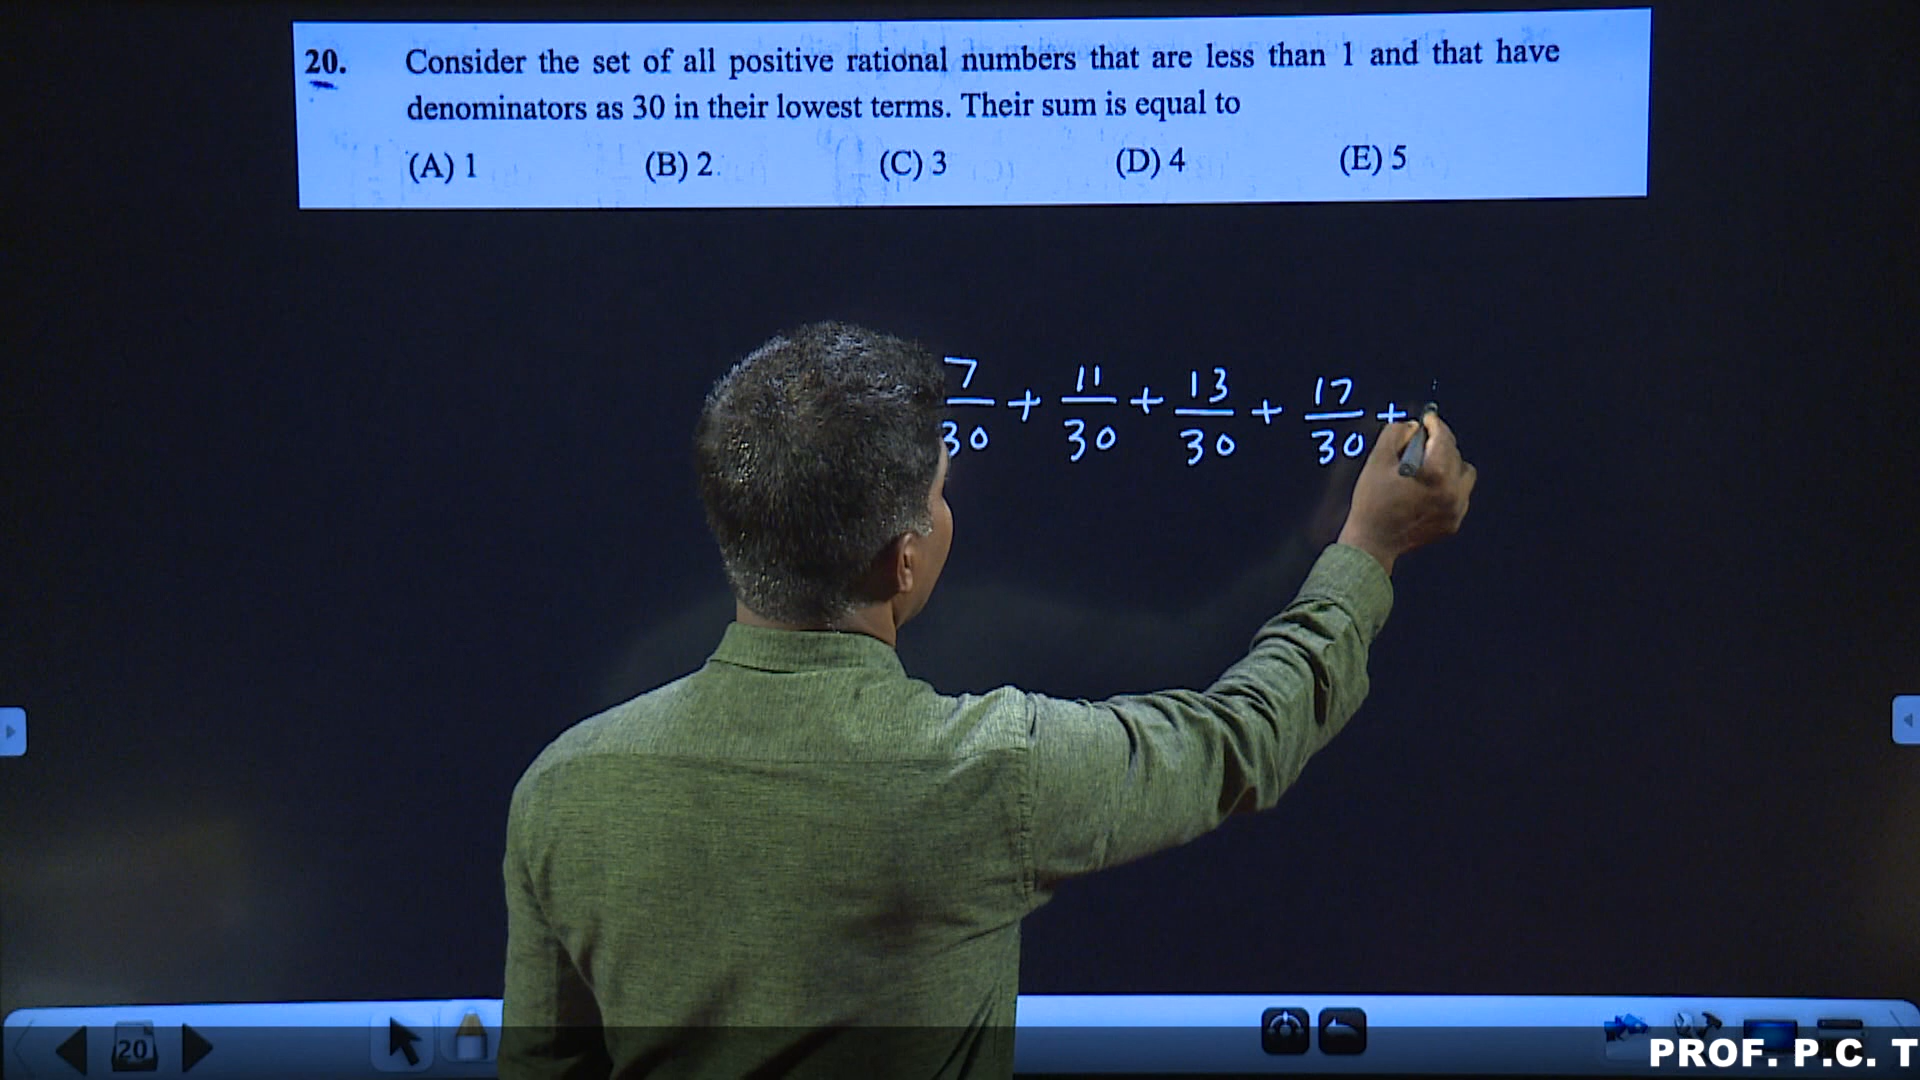 20. Consider the set of all positive rational numbers that are less than 1 and that have
denominators as 30 in their lowest terms. Their sum is equal to
(A) 1 (B) 2 (C) 3 (D) 4 (E) 5
7/30 + 11/30 + 13/30 + 17/30 +
20
PROF. P.C. T